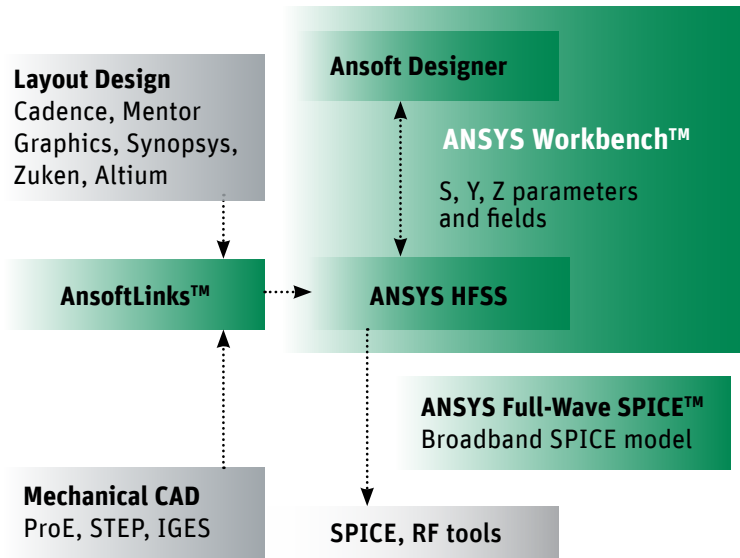 Layout Design
Cadence, Mentor
Graphics, Synopsys,
Zuken, Altium
Ansoft Designer
ANSYS Workbench™
S, Y, Z parameters
and fields
AnsoftLinks™
ANSYS HFSS
ANSYS Full-Wave SPICE™
Broadband SPICE model
Mechanical CAD
ProE, STEP, IGES
SPICE, RF tools